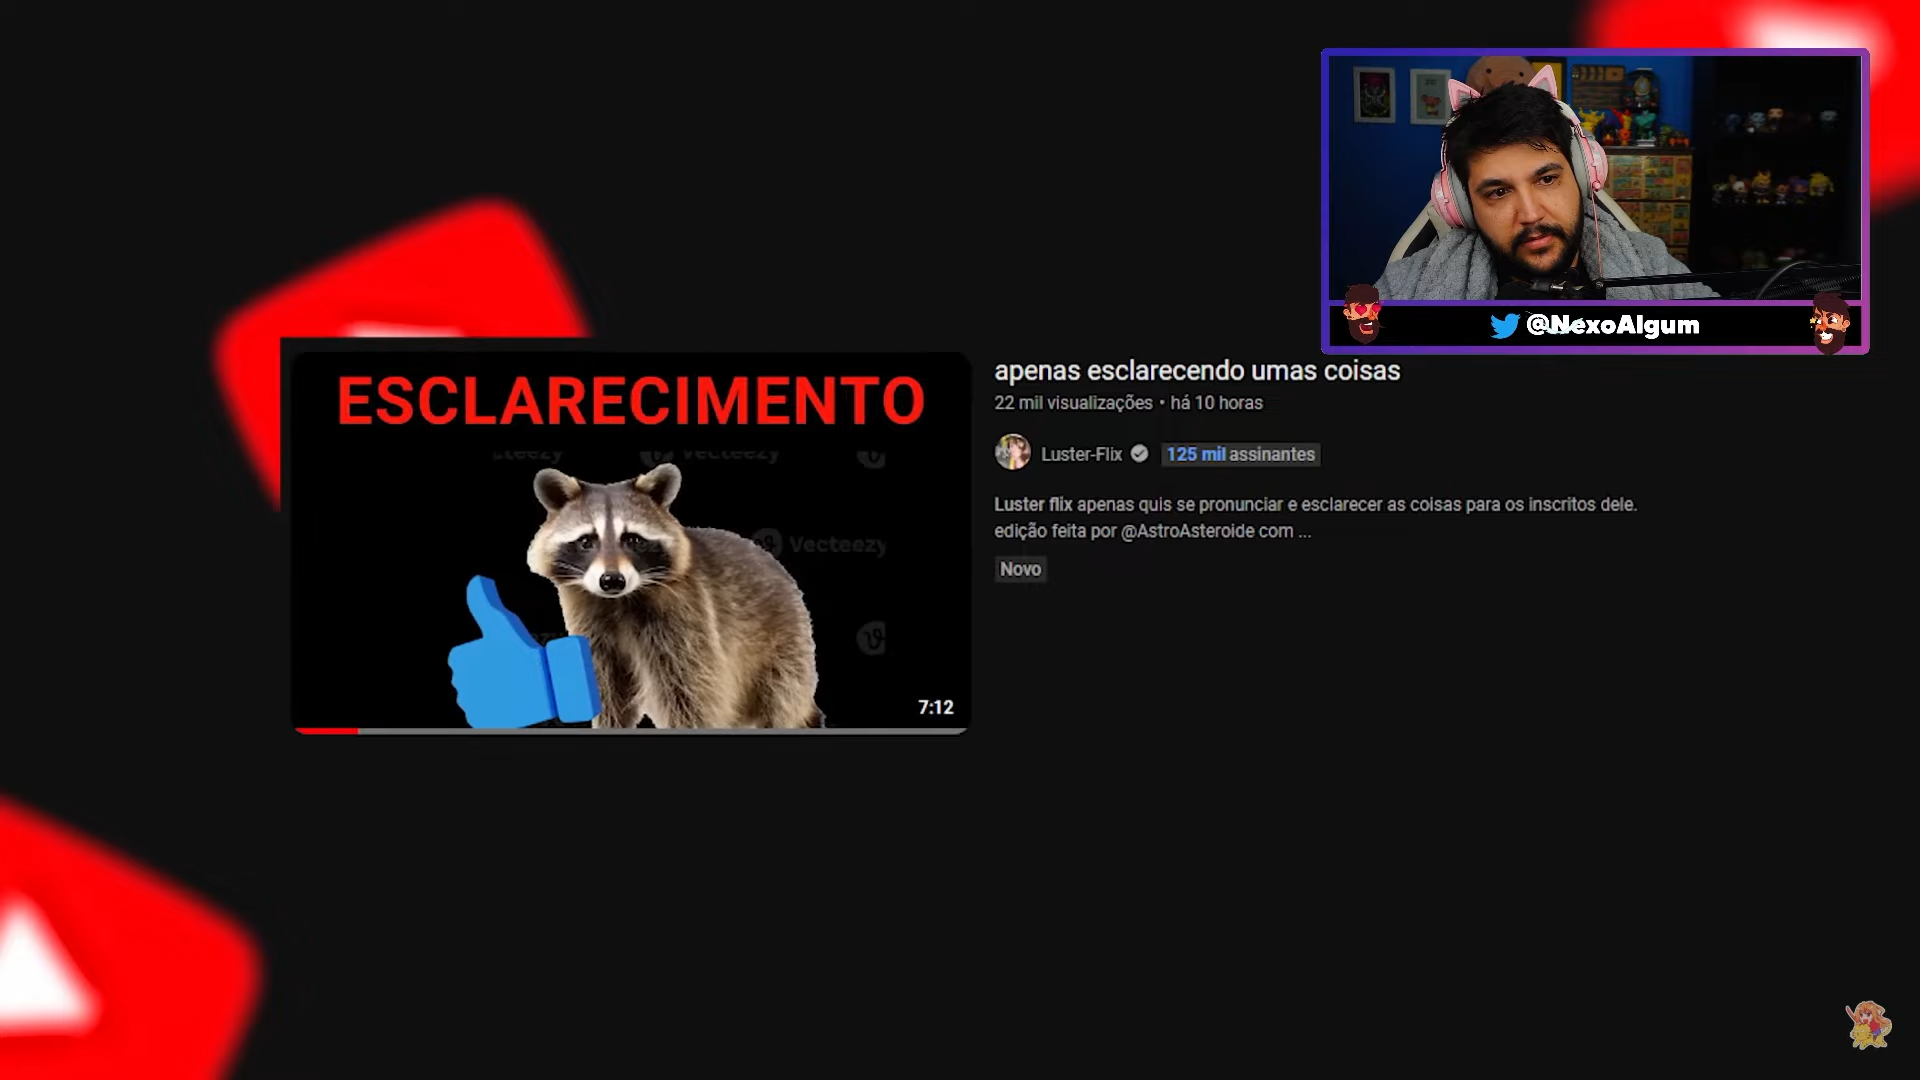 @NexoAlgum
apenas esclarecendo umas coisas
22 mil visualizações • há 10 horas
Luster-Flix
125 mil assinantes
Luster flix apenas quis se pronunciar e esclarecer as coisas para os inscritos dele.
edição feita por @AstroAsteroide com ...
Novo
ESCLARECIMENTO
vecteezy
Vecteezy
7:12